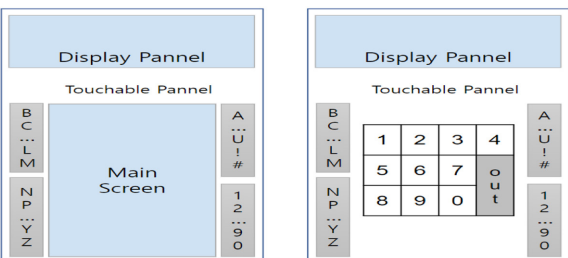 Display Pannel
Touchable Pannel
B
C
...
L
M
N
P
...
Y
Z
Main
Screen
A
...
U
!
#
1
2
...
9
0
Display Pannel
Touchable Pannel
B
C
...
L
M
N
P
...
Y
Z
1 2 3 4
5 6 7
8 9 0
o
u
t
A
...
U
!
#
1
2
...
9
0